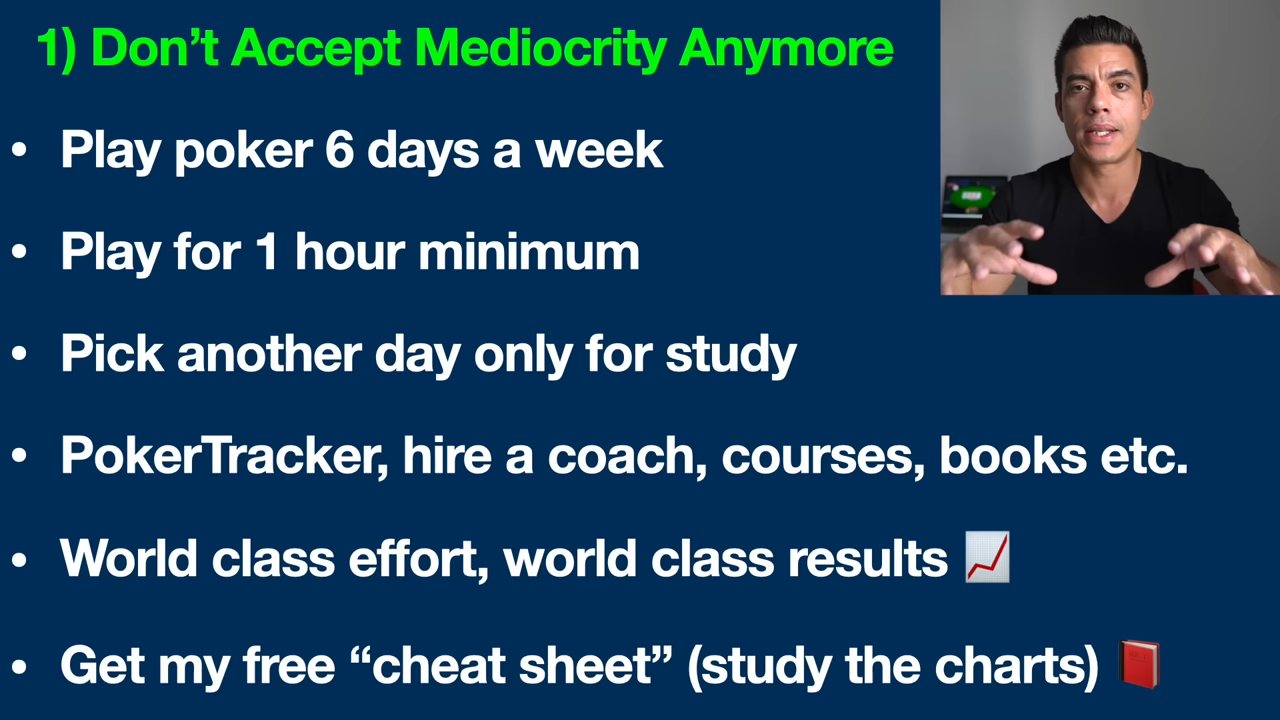 1) Don’t Accept Mediocrity Anymore
• Play poker 6 days a week
• Play for 1 hour minimum
• Pick another day only for study
• PokerTracker, hire a coach, courses, books etc.
• World class effort, world class results 📈
• Get my free “cheat sheet” (study the charts) 📕